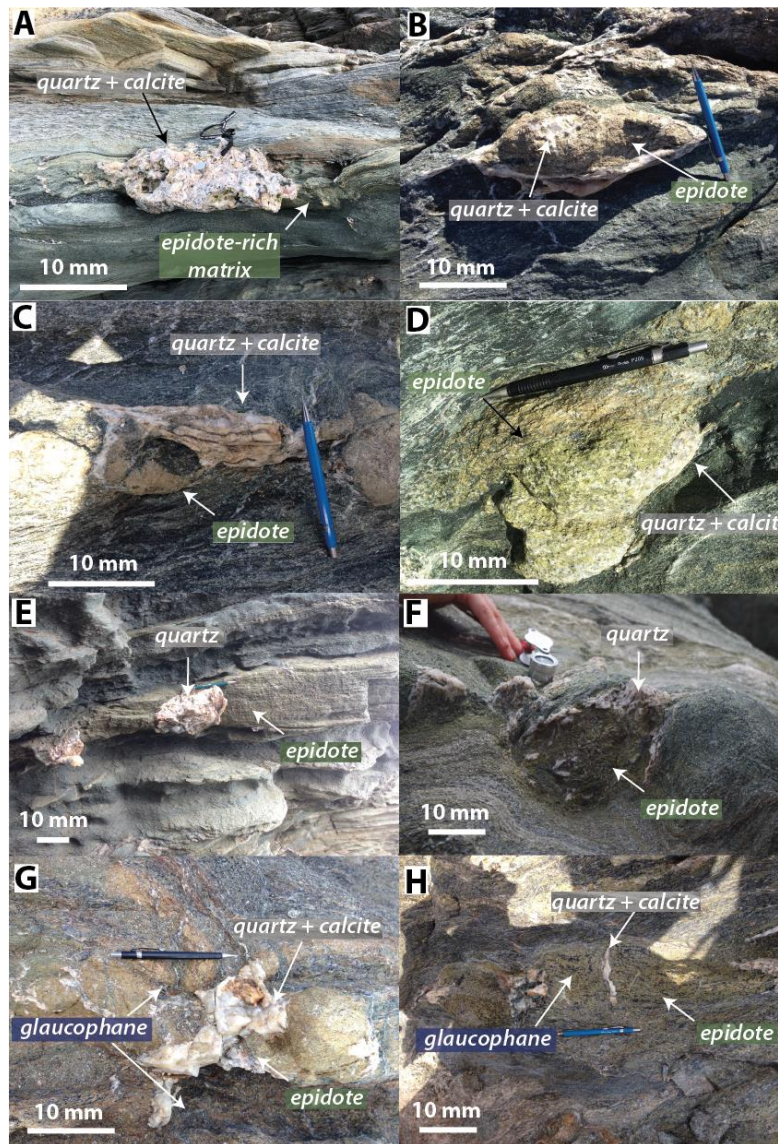 A
quartz + calcite
epidote-rich
matrix
10 mm
B
quartz + calcite
epidote
10 mm
C
quartz + calcite
epidote
10 mm
D
epidote
quartz + calcit
10 mm
E
quartz
epidote
10 mm
F
quartz
epidote
10 mm
G
quartz + calcite
glaucophane
epidote
10 mm
H
quartz + calcite
glaucophane
epidote
10 mm